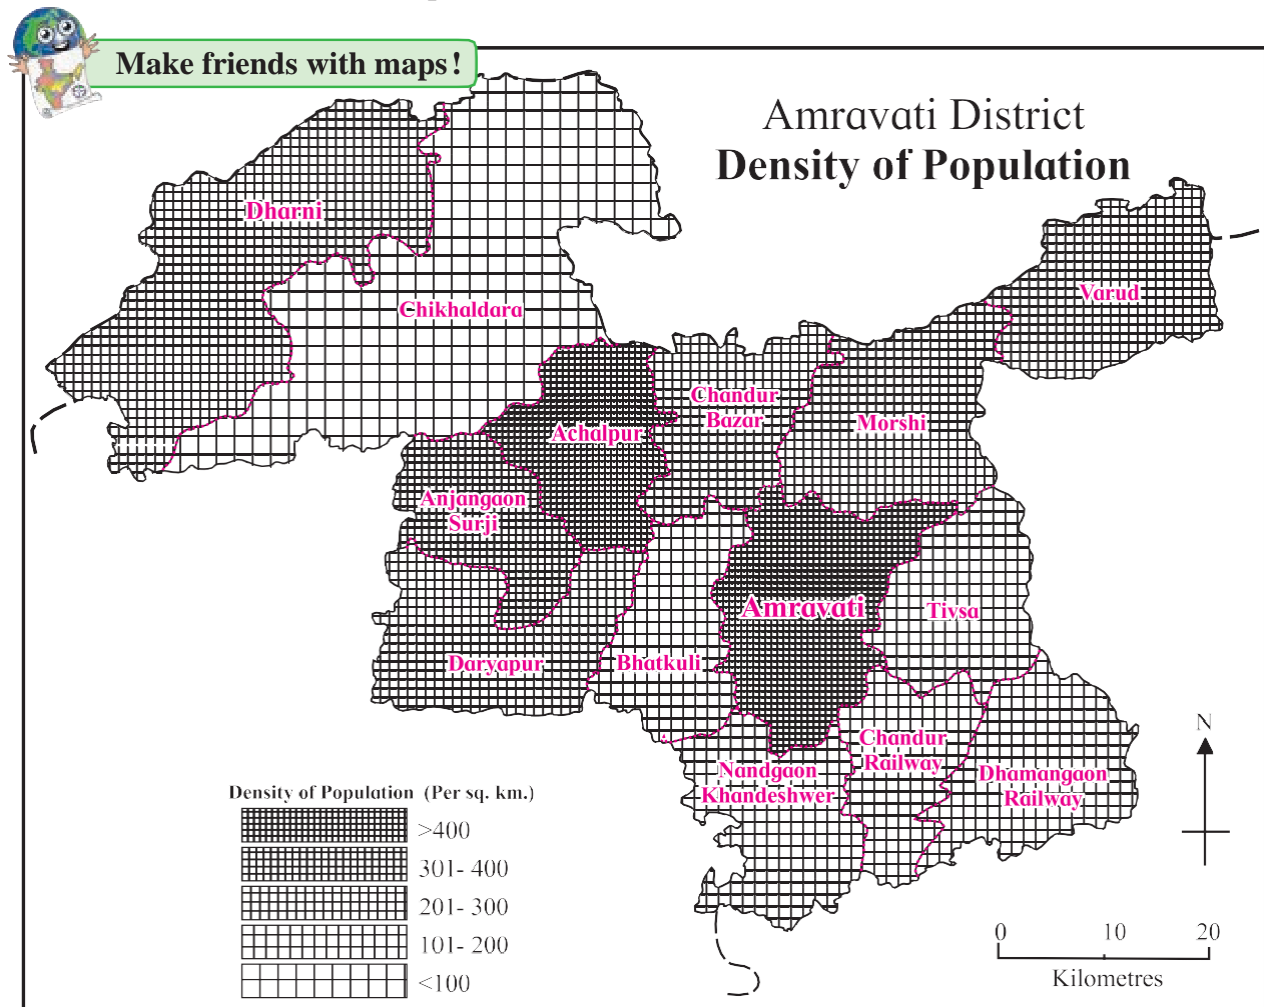 Make friends with maps!
Amravati District
Density of Population
Dharni
Varud
Chikhaldara
Chandur
Bazar
Morshi
Achalpur
Anjangaon
Surji
Amravati
Tivsa
Daryapur
Bhatkuli
N
Chandur
Railway
Nandgaon
Khandeshwer
Dhamangaon
Railway
Density of Population (Per sq. km.)
>400
301- 400
201- 300
101- 200
<100
0 10 20
Kilometres